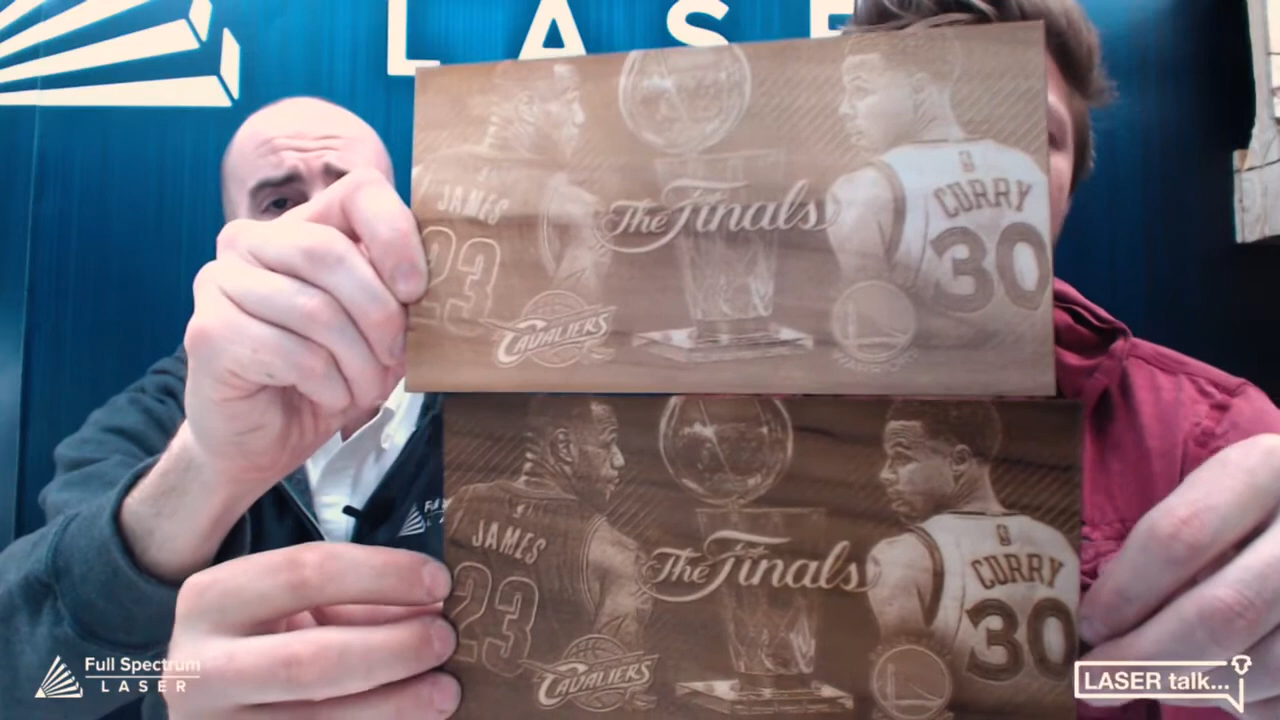 LASE
JAMES
23
The Finals
CURRY
30
CAVALIERS
WARRIORS
JAMES
23
The Finals
CURRY
30
CAVALIERS
Full Spectrum
LASER
LASER talk...